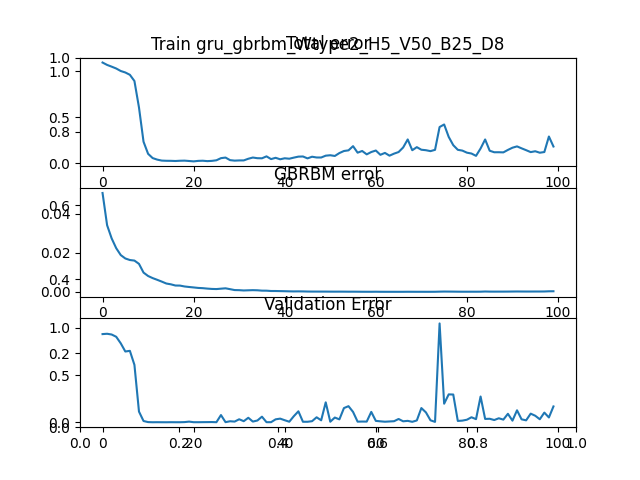 Train gru_gbrbm_Wtype2_H5_V50_B25_D8
Total error
1.0
1.0
0.5
0.8
0.0
0 20 40 60 80 100
GBRBM error
0.6
0.04
0.02
0.4
0.00
0 20 40 60 80 100
Validation Error
1.0
0.2
0.5
0.0
0.0
0.0 0 0.2 20 0.4 40 0.6 60 0.8 80 100 1.0